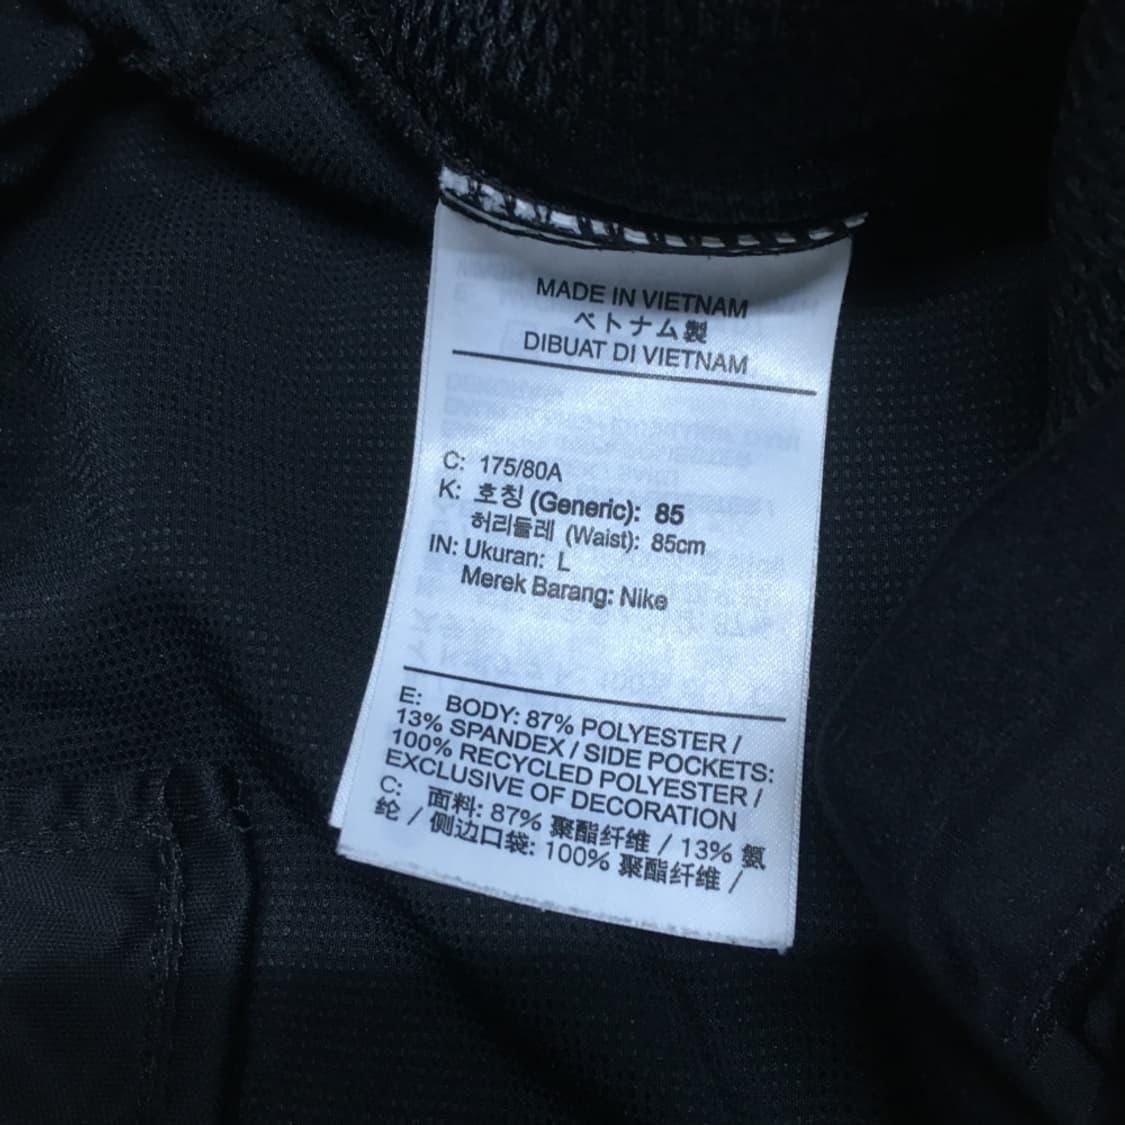 MADE IN VIETNAM
ベトナム製
DIBUAT DI VIETNAM
C: 175/80A
K: 호칭 (Generic): 85
허리둘레 (Waist): 85cm
IN: Ukuran: L
Merek Barang: Nike
E: BODY: 87% POLYESTER /
13% SPANDEX / SIDE POCKETS:
100% RECYCLED POLYESTER /
EXCLUSIVE OF DECORATION
C: 面料: 87% 聚酯纤维 / 13% 氨
纶 / 侧边口袋: 100% 聚酯纤维 /